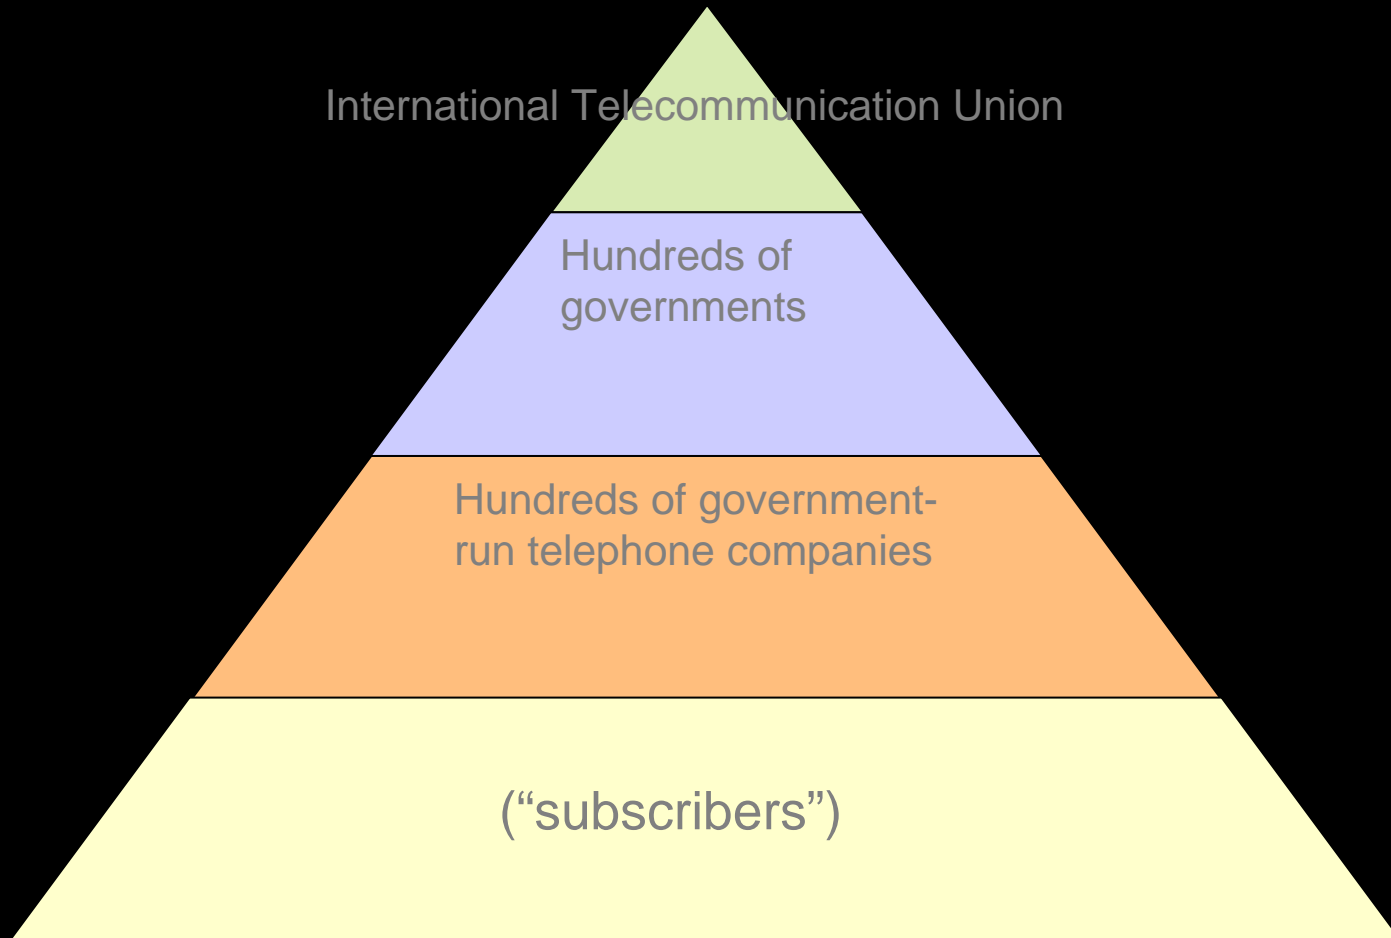 International Telecommunication Union
Hundreds of
governments
Hundreds of government-
run telephone companies
(“subscribers”)